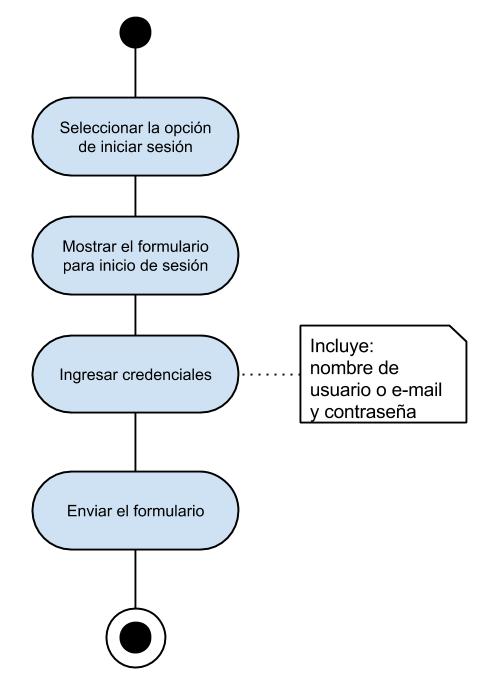 Seleccionar la opción
de iniciar sesión
Mostrar el formulario
para inicio de sesión
Ingresar credenciales
Incluye:
nombre de
usuario o e-mail
y contraseña
Enviar el formulario